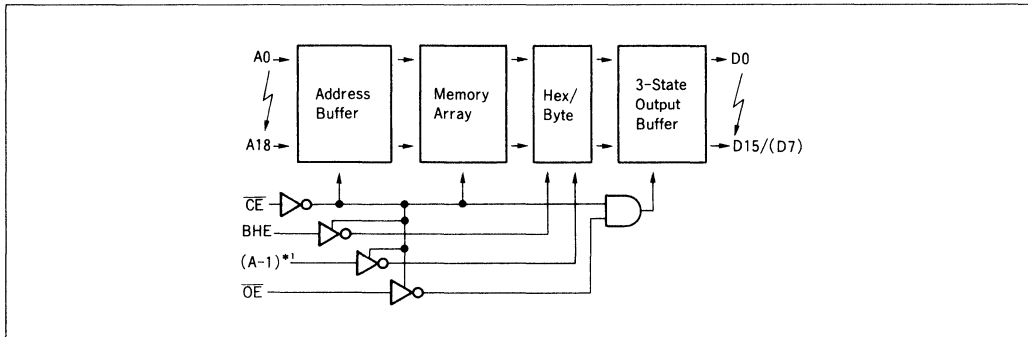 A0
A18
Address
Buffer
Memory
Array
Hex/
Byte
3-State
Output
Buffer
D0
D15/(D7)
CE
BHE
(A-1)*1
OE